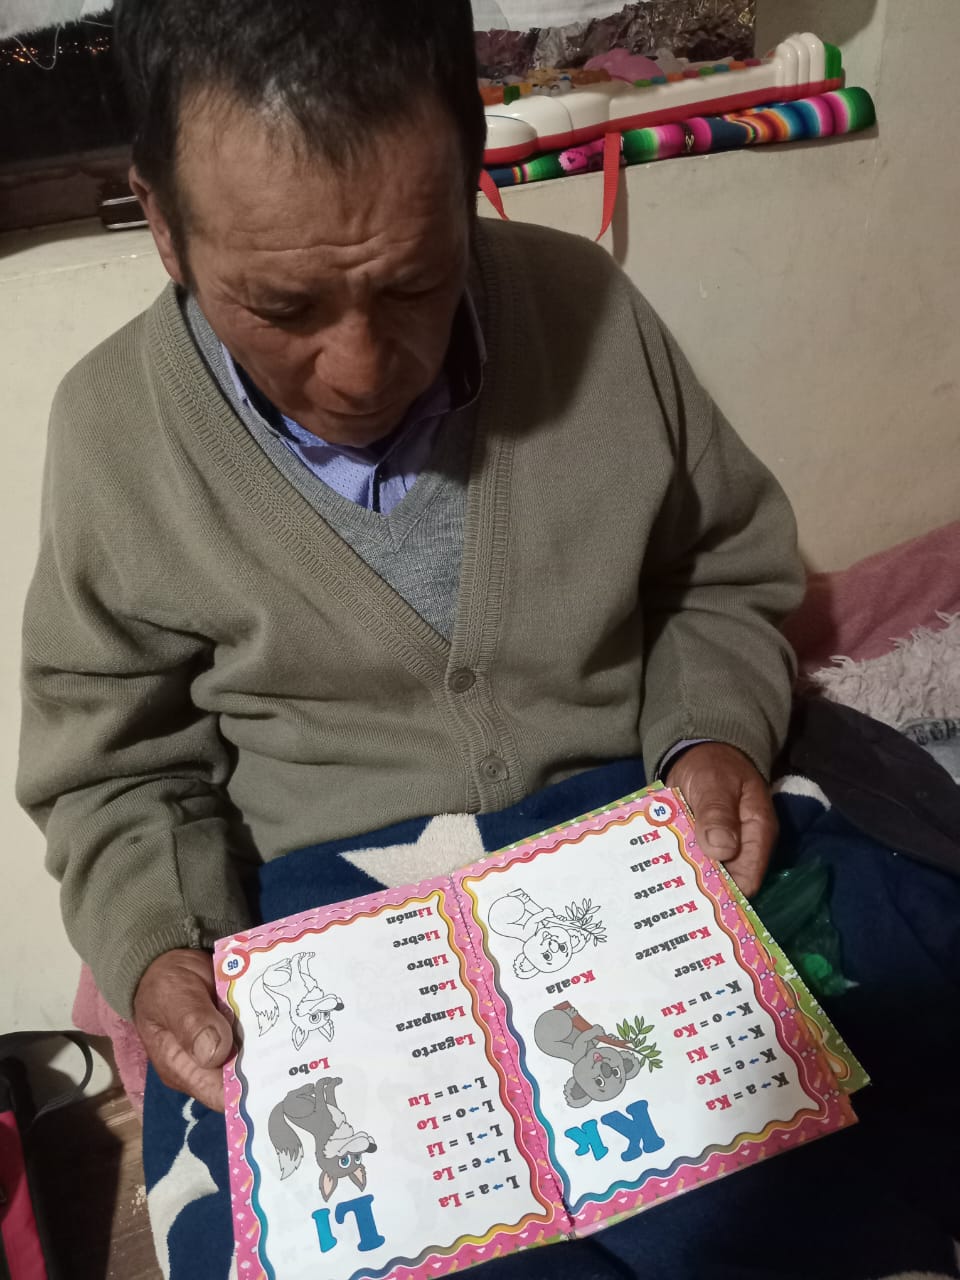 Kk
K→a = Ka
K→e = Ke
K→i = Ki
K→o = Ko
K→u = Ku
Koala
Káiser
Kamikaze
Karaoke
Karate
Koala
Kilo
64
Ll
L→a = La
L→e = Le
L→i = Li
L→o = Lo
L→u = Lu
Lobo
Lagarto
Lámpara
León
Libro
Liebre
Limón
65